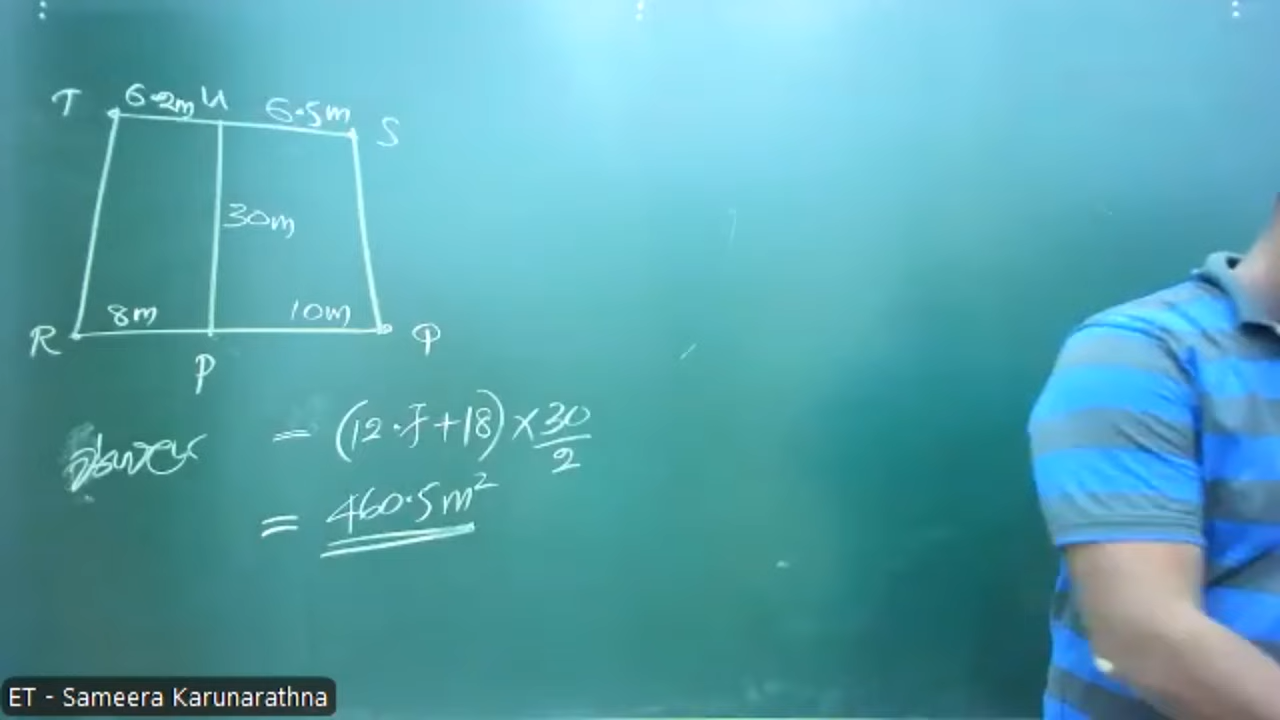 T 6.2m U 6.5m S
30m
8m 10m
R P Q
= (12.7+18) × 30/2
= 460.5m²
ET - Sameera Karunarathna